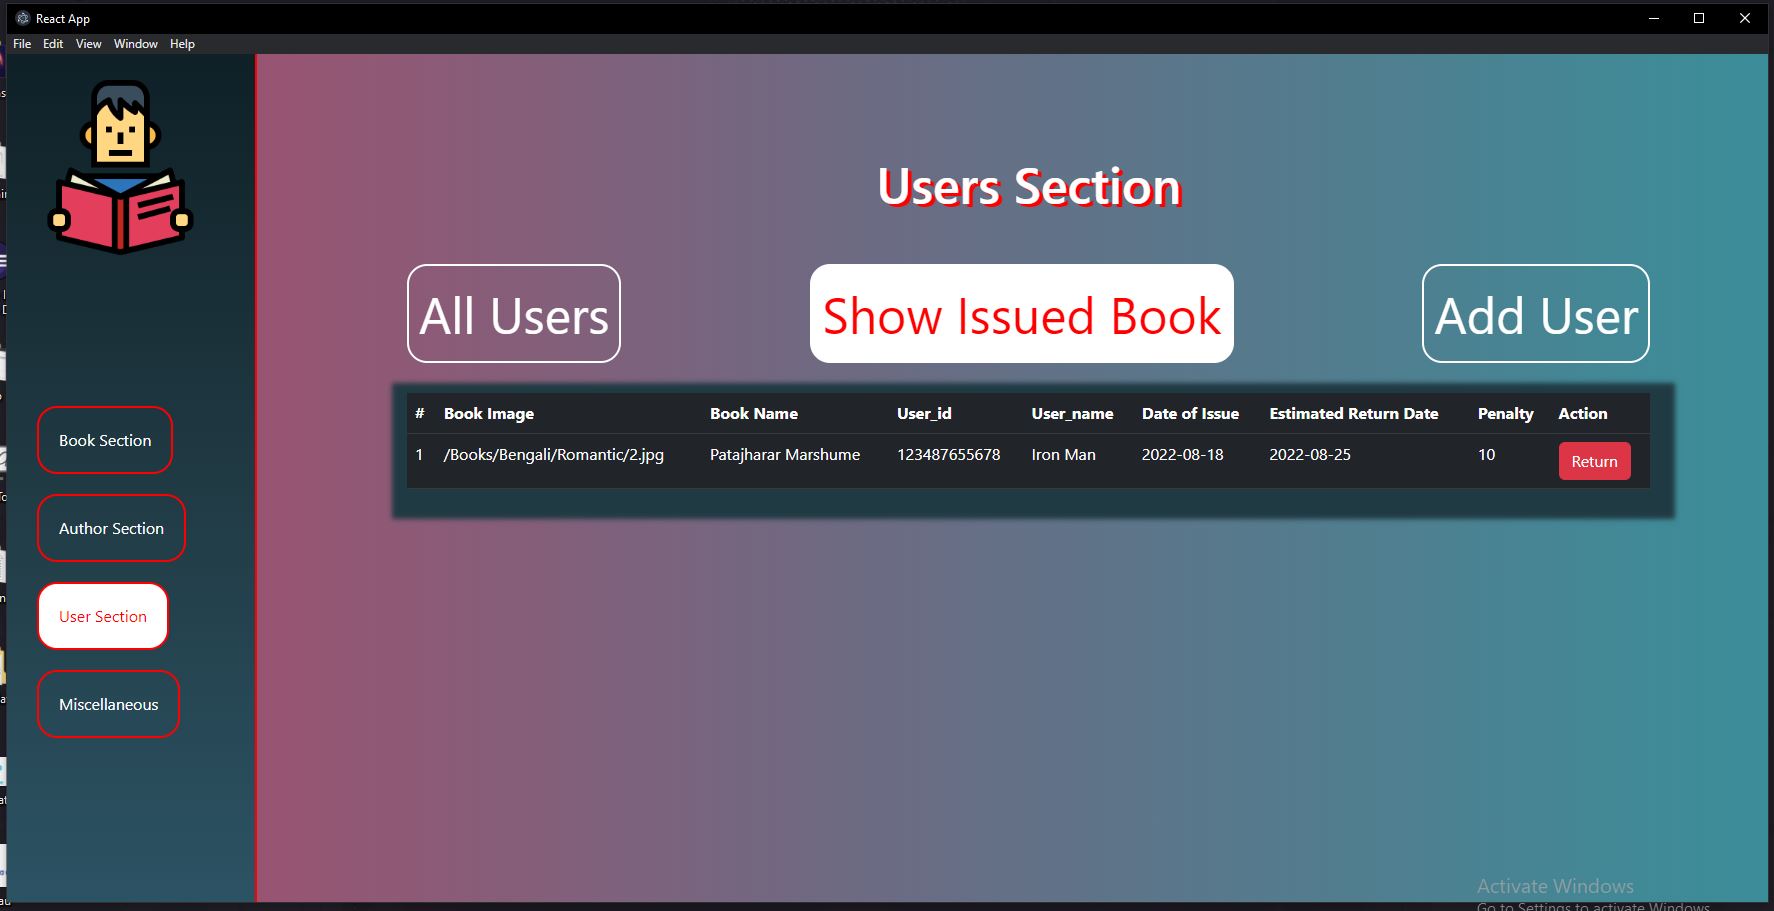 React App
File Edit View Window Help
Users Section
All Users Show Issued Book Add User
# Book Image Book Name User_id User_name Date of Issue Estimated Return Date Penalty Action
1 /Books/Bengali/Romantic/2.jpg Patajharar Marshume 123487655678 Iron Man 2022-08-18 2022-08-25 10 Return
Book Section
Author Section
User Section
Miscellaneous
Activate Windows
Go to Settings to activate Windows.